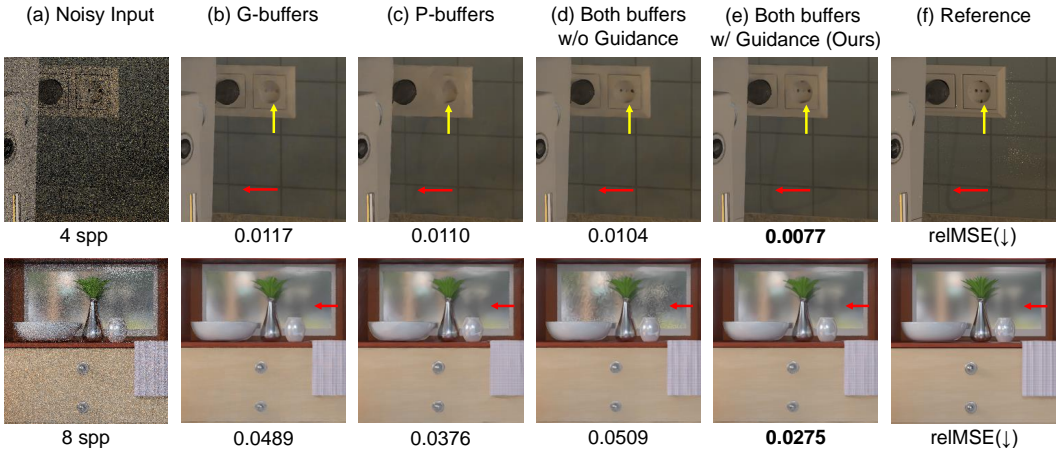 (a) Noisy Input
(b) G-buffers
(c) P-buffers
(d) Both buffers
w/o Guidance
(e) Both buffers
w/ Guidance (Ours)
(f) Reference
4 spp
0.0117
0.0110
0.0104
0.0077
relMSE(↓)
8 spp
0.0489
0.0376
0.0509
0.0275
relMSE(↓)